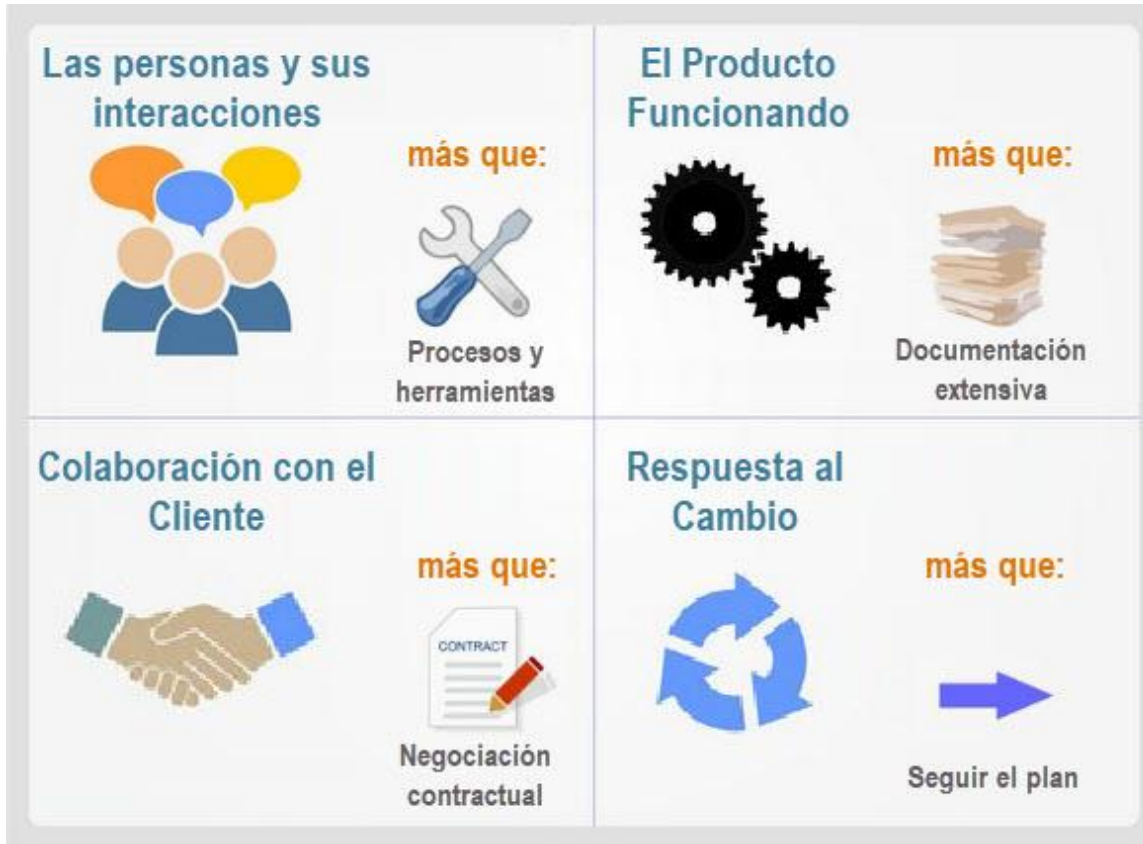 Las personas y sus
interacciones
más que:
Procesos y
herramientas
El Producto
Funcionando
más que:
Documentación
extensiva
Colaboración con el
Cliente
más que:
CONTRACT
Negociación
contractual
Respuesta al
Cambio
más que:
Seguir el plan